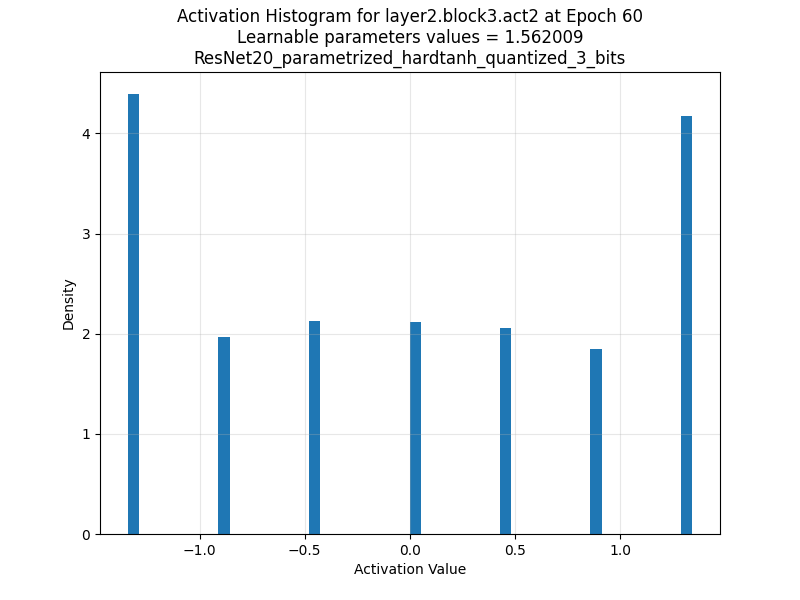 Activation Histogram for layer2.block3.act2 at Epoch 60
Learnable parameters values = 1.562009
ResNet20_parametrized_hardtanh_quantized_3_bits
4
3
2
1
0
Density
−1.0
−0.5
0.0
0.5
1.0
Activation Value